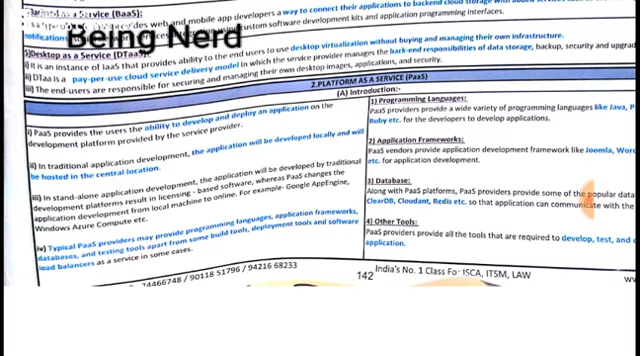 Backend as a Service (BaaS):
web and mobile app developers a way to connect their applications to backend cloud storage
custom software development kits and application programming interfaces.
notifications
Being Nerd
Desktop as a Service (DTaaS):
i) It is an instance of IaaS that provides ability to the end users to use desktop virtualization without buying and managing their own infrastructure.
ii) DTaa is a pay-per-use cloud service delivery model in which the service provider manages the back-end responsibilities of data storage, backup, security and upgrad
iii) The end-users are responsible for securing and managing their own desktop images, applications, and security.
2.PLATFORM AS A SERVICE (PaaS)
(A) Introduction:-
i) PaaS provides the users the ability to develop and deploy an application on the
development platform provided by the service provider.
ii) In traditional application development, the application will be developed locally and will
be hosted in the central location.
iii) In stand-alone application development, the application will be developed by traditional
development platforms result in licensing - based software, whereas PaaS changes the
application development from local machine to online. For example- Google AppEngine,
Windows Azure Compute etc.
iv) Typical PaaS providers may provide programming languages, application frameworks,
databases, and testing tools apart from some build tools, deployment tools and software
load balancers as a service in some cases.
1) Programming Languages:
PaaS providers provide a wide variety of programming languages like Java, P
Ruby etc. for the developers to develop applications.
2) Application Frameworks:
PaaS vendors provide application development framework like Joomla, Wor
etc. for application development.
3) Database:
Along with PaaS platforms, PaaS providers provide some of the popular data
ClearDB, Cloudant, Redis etc. so that application can communicate with the
4) Other Tools:
PaaS providers provide all the tools that are required to develop, test, and
application.
74466748 / 90118 51796 / 94216 68233
142
India's No. 1 Class For ISCA, ITSM, LAW